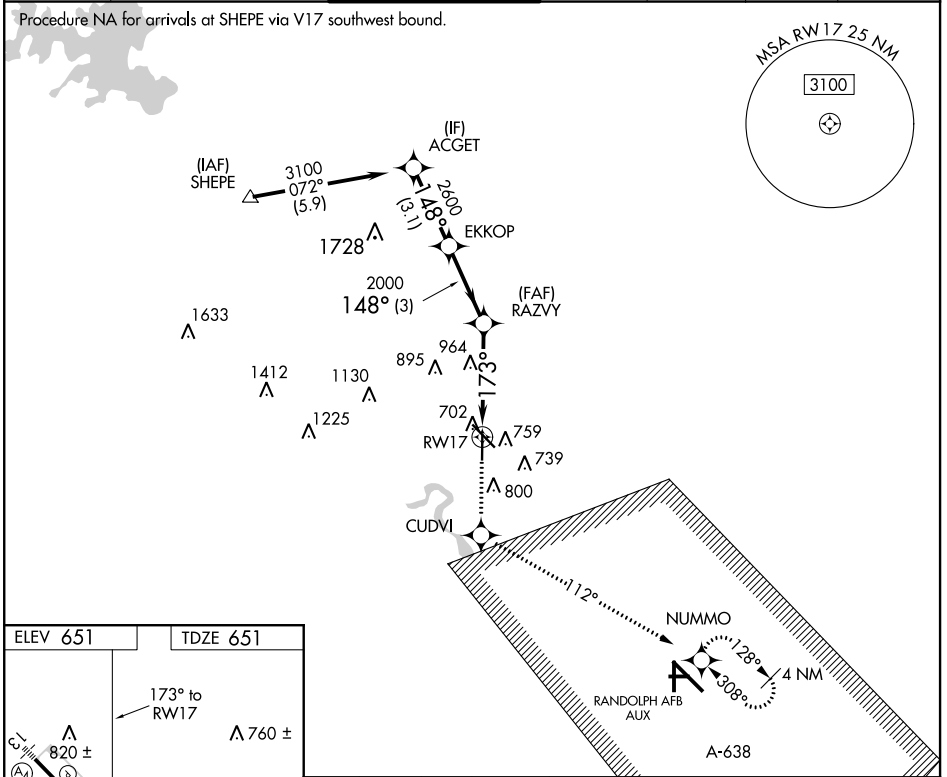 Procedure NA for arrivals at SHEPE via V17 southwest bound.
MSA RW17 25 NM
3100
(IF)
ACGET
(IAF)
SHEPE
3100
072°
(5.9)
2600
148°
(3.1)
EKKOP
1728
2000
148° (3)
(FAF)
RAZVY
1633
895
964
173°
1412
1130
1225
702
RW17
759
739
800
CUDVI
112°
NUMMO
128°
308°
4 NM
RANDOLPH AFB
AUX
A-638
ELEV 651
TDZE 651
173° to
RW17
820 ±
760 ±
13
A4